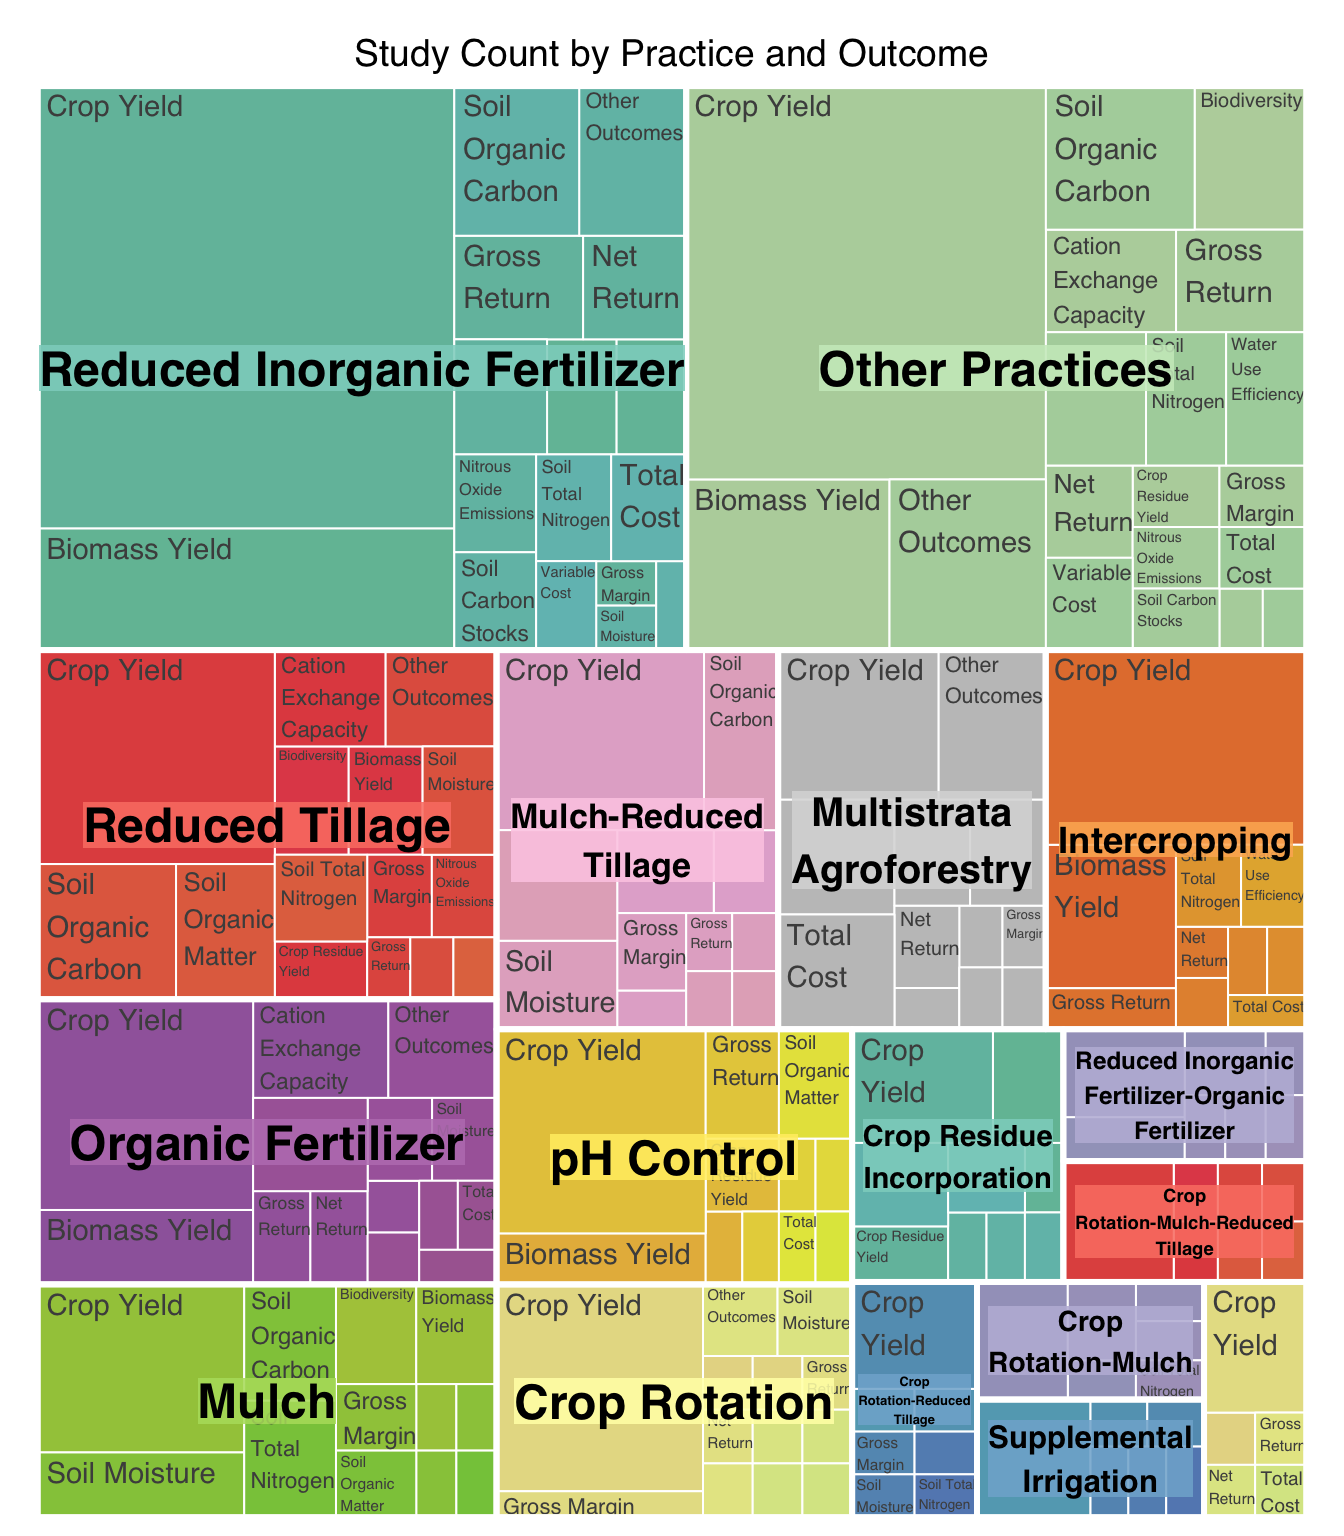 Study Count by Practice and Outcome
Crop Yield
Soil
Organic
Carbon
Other
Outcomes
Gross
Return
Net
Return
Reduced Inorganic Fertilizer
Nitrous
Oxide
Emissions
Soil
Total
Nitrogen
Total
Cost
Biomass Yield
Soil
Carbon
Stocks
Variable
Cost
Gross
Margin
Soil
Moisture
Crop Yield
Soil
Organic
Carbon
Biodiversity
Cation
Exchange
Capacity
Gross
Return
Other Practices
Soil
Nitrogen
Water
Use
Efficiency
Biomass Yield
Other
Outcomes
Net
Return
Crop
Residue
Yield
Gross
Margin
Nitrous
Oxide
Emissions
Total
Cost
Variable
Cost
Soil Carbon
Stocks
Crop Yield
Cation
Exchange
Capacity
Other
Outcomes
Biodiversity
Biomass
Yield
Soil
Moisture
Reduced Tillage
Soil
Organic
Carbon
Soil
Organic
Matter
Soil Total
Nitrogen
Gross
Margin
Nitrous
Oxide
Emissions
Crop Residue
Yield
Gross
Return
Crop Yield
Soil
Organic
Carbon
Mulch-Reduced
Tillage
Soil
Moisture
Gross
Margin
Gross
Return
Crop Yield
Other
Outcomes
Multistrata
Agroforestry
Total
Cost
Net
Return
Gross
Margin
Crop Yield
Intercropping
Biomass
Yield
Soil
Total
Nitrogen
Water
Use
Efficiency
Net
Return
Gross Return
Total Cost
Crop Yield
Cation
Exchange
Capacity
Other
Outcomes
Soil
Organic Fertilizer
Biomass Yield
Gross
Return
Net
Return
Total
Cost
Crop Yield
Gross
Return
Soil
Organic
Matter
pH Control
Yield
Biomass Yield
Total
Cost
Crop
Yield
Crop Residue
Incorporation
Crop Residue
Yield
Reduced Inorganic
Fertilizer-Organic
Fertilizer
Crop
Rotation-Mulch-Reduced
Tillage
Crop Yield
Soil
Organic
Carbon
Biodiversity
Biomass
Yield
Mulch
Soil Moisture
Total
Nitrogen
Gross
Margin
Soil
Organic
Matter
Crop Yield
Other
Outcomes
Soil
Moisture
Gross
Crop Rotation
Return
Gross Margin
Crop
Yield
Crop
Rotation-Reduced
Tillage
Gross
Margin
Soil
Moisture
Soil Total
Nitrogen
Crop
Rotation-Mulch
Nitrogen
Supplemental
Irrigation
Crop
Yield
Gross
Return
Net
Return
Total
Cost